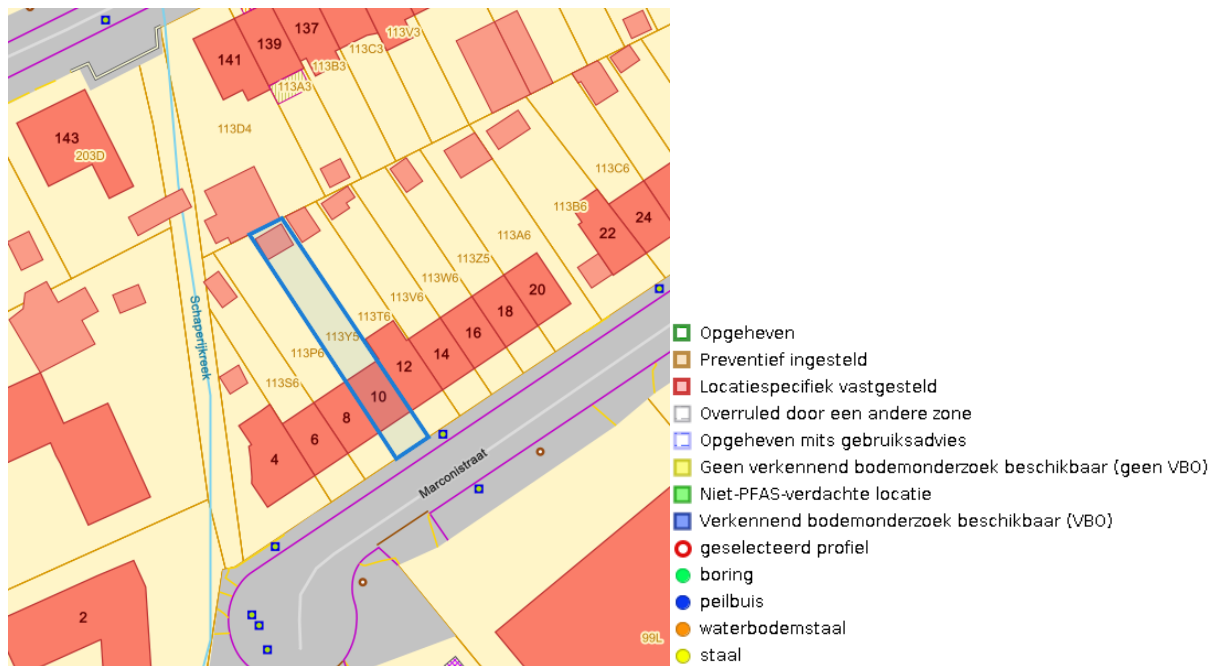 137
113V3
139
113C3
141
113B3
113A3
143
113D4
203D
113C6
113B6
24
22
113A6
113Z5
20
113W6
18
113V6
16
Schaperijkreek
113T6
14
113Y5
12
113P6
10
113S6
8
6
4
Marconistraat
2
99L
Opgeheven
Preventief ingesteld
Locatiespecifiek vastgesteld
Overruled door een andere zone
Opgeheven mits gebruiksadvies
Geen verkennend bodemonderzoek beschikbaar (geen VBO)
Niet-PFAS-verdachte locatie
Verkennend bodemonderzoek beschikbaar (VBO)
geselecteerd profiel
boring
peilbuis
waterbodemstaal
staal